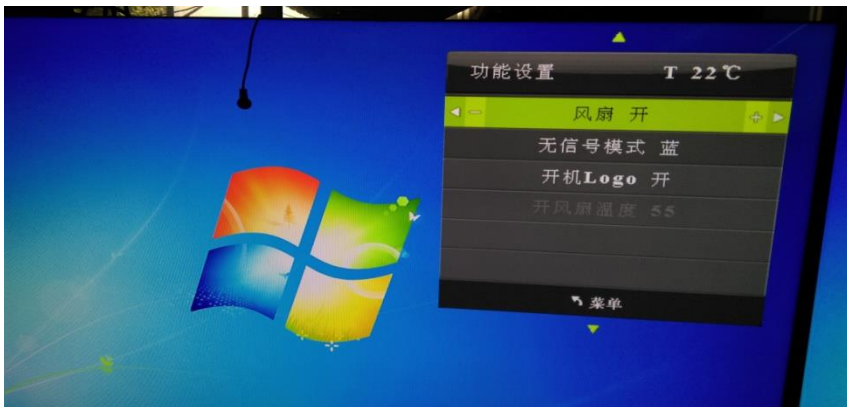 功能设置 T 22℃
风扇 开
无信号模式 蓝
开机Logo 开
开风扇温度 55
菜单